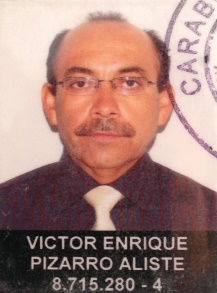 CARAB
VICTOR ENRIQUE
PIZARRO ALISTE
8.715.280 - 4